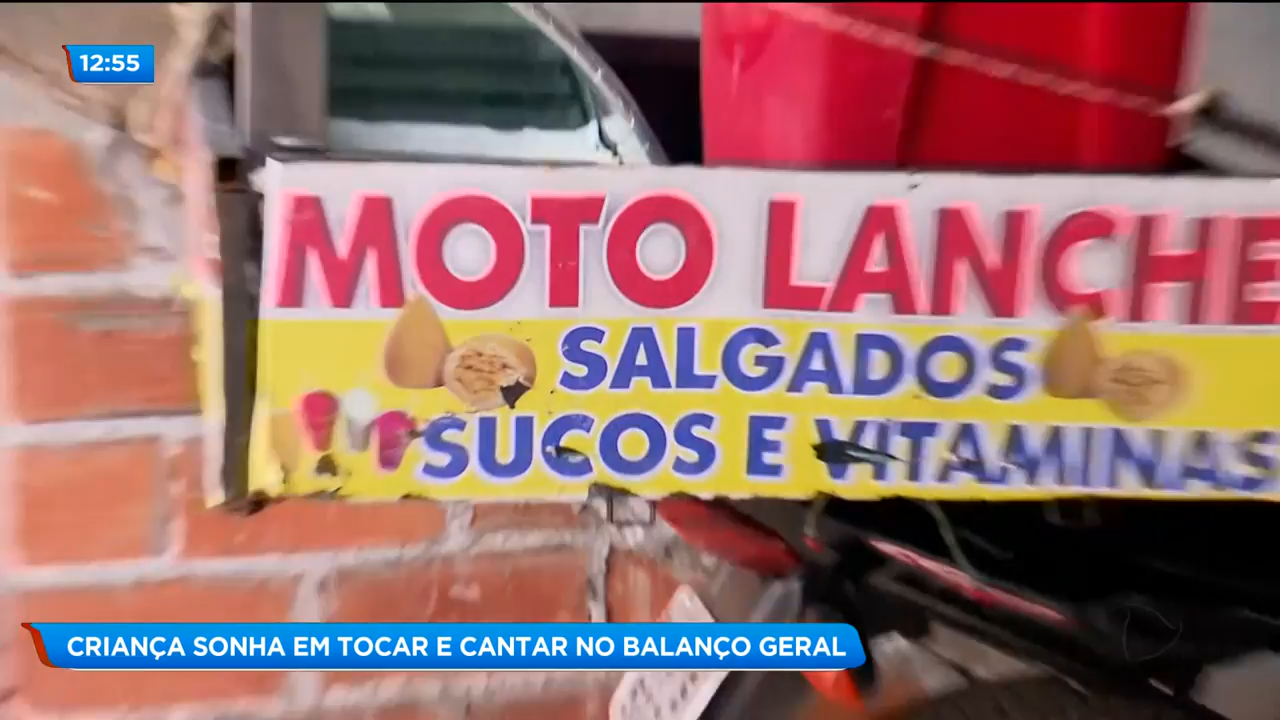 12:55
MOTO LANCHE
SALGADOS
SUCOS E VITAMINAS
CRIANÇA SONHA EM TOCAR E CANTAR NO BALANÇO GERAL